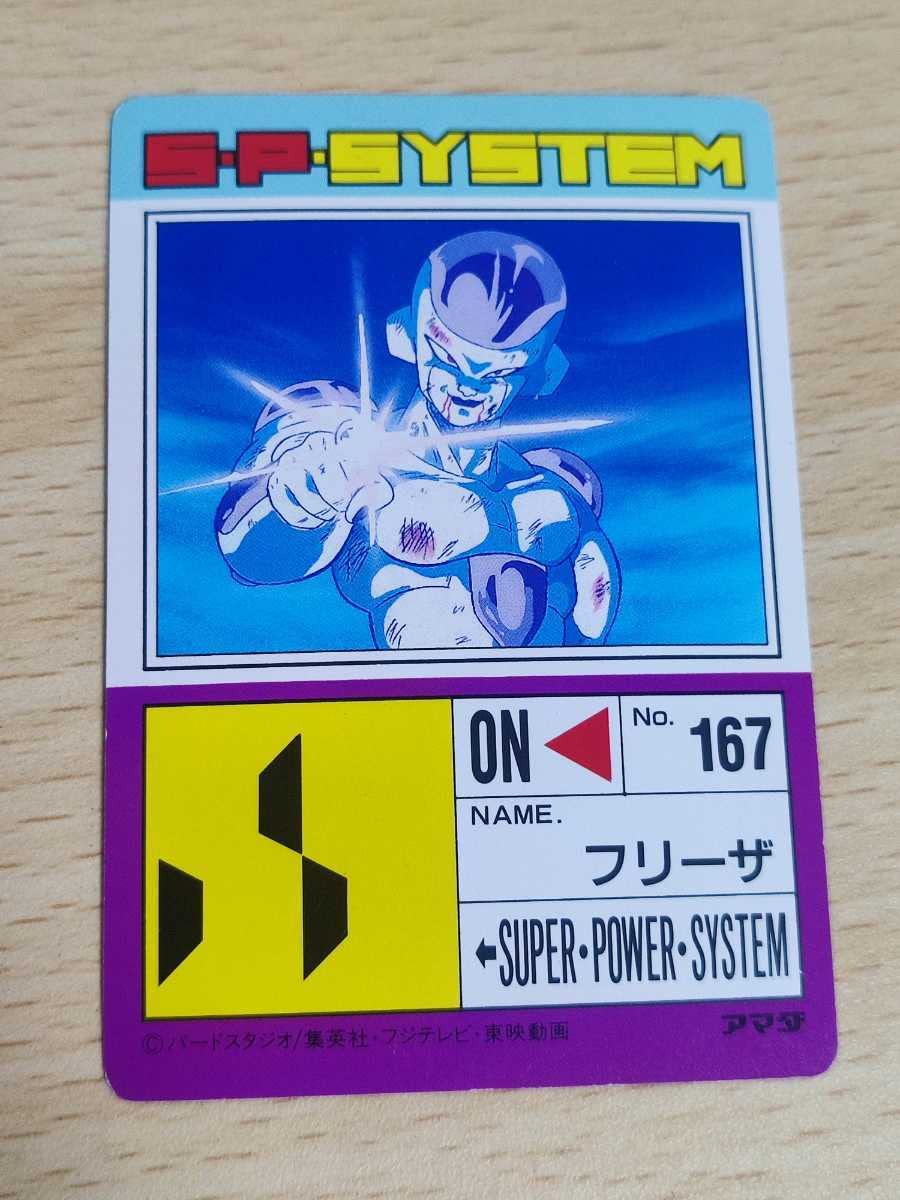 S・P・SYSTEM
ON
No.
167
NAME.
フリーザ
SUPER・POWER・SYSTEM
アマダ
©バードスタジオ/集英社・フジテレビ・東映動画